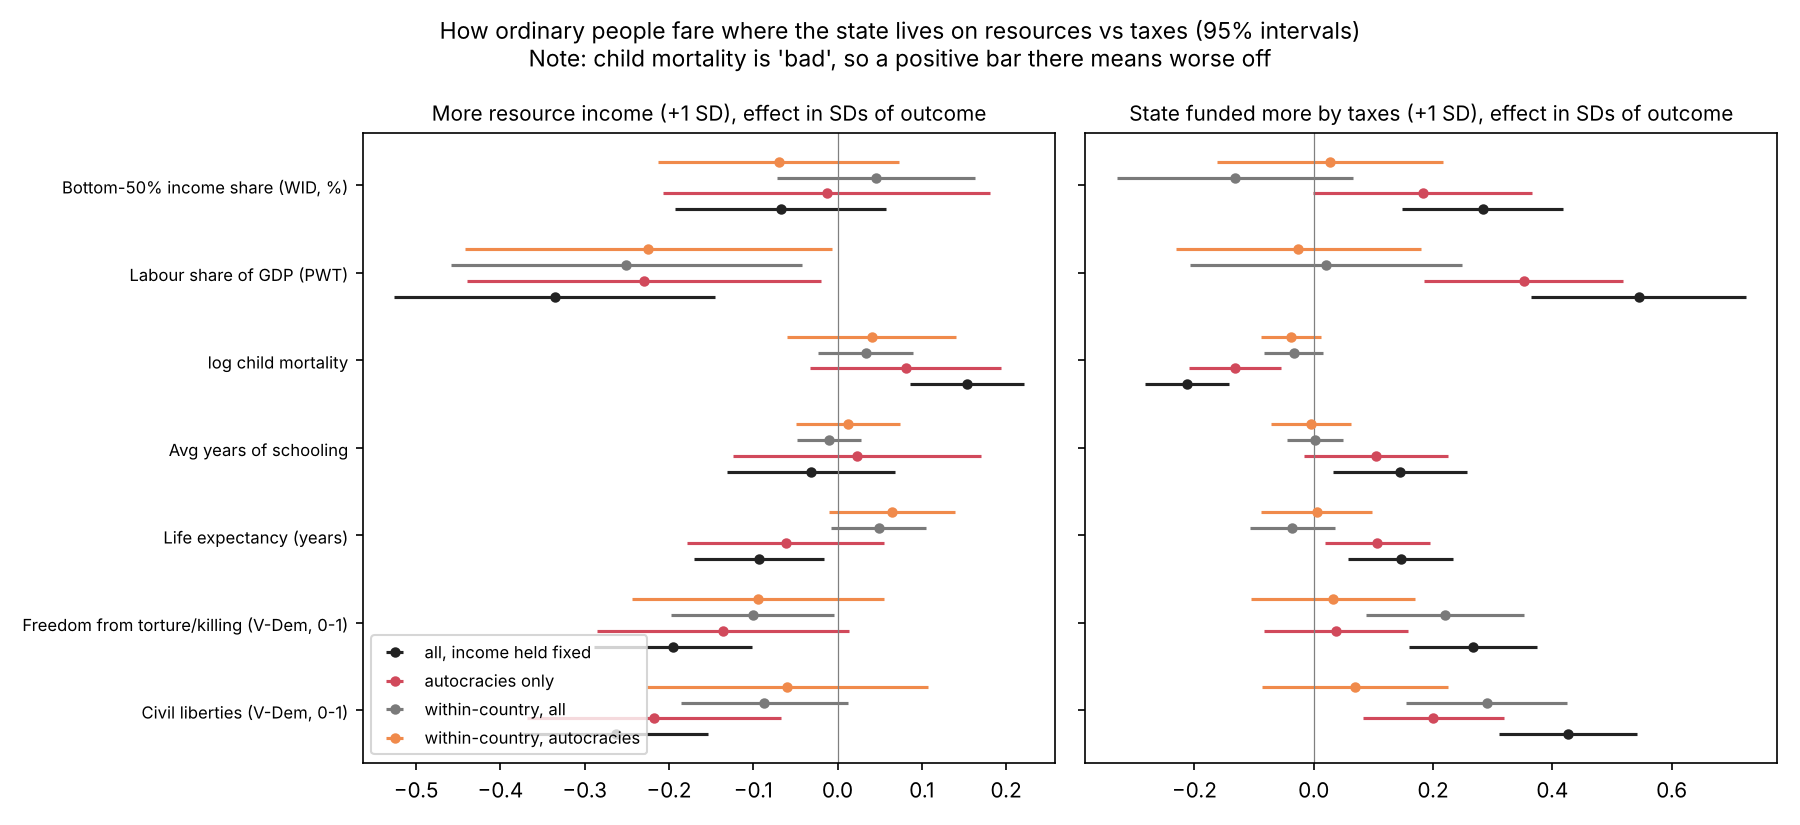 How ordinary people fare where the state lives on resources vs taxes (95% intervals)
Note: child mortality is 'bad', so a positive bar there means worse off
More resource income (+1 SD), effect in SDs of outcome
State funded more by taxes (+1 SD), effect in SDs of outcome
Bottom-50% income share (WID, %)
Labour share of GDP (PWT)
log child mortality
Avg years of schooling
Life expectancy (years)
Freedom from torture/killing (V-Dem, 0-1)
Civil liberties (V-Dem, 0-1)
all, income held fixed
autocracies only
within-country, all
within-country, autocracies
−0.5 −0.4 −0.3 −0.2 −0.1 0.0 0.1 0.2
−0.2 0.0 0.2 0.4 0.6